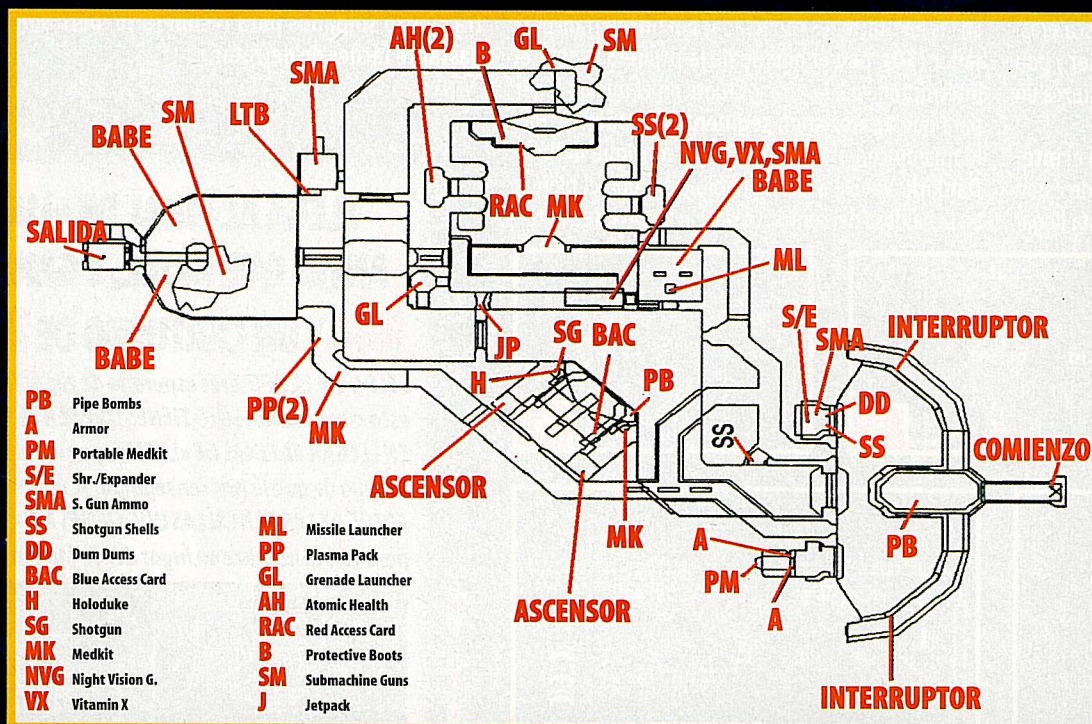 AH(2)
GL
SM
B
SMA
SM
LTB
SS(2)
BABE
NVG,VX,SMA
BABE
RAC
MK
SALIDA
ML
GL
S/E
SMA
INTERRUPTOR
BABE
JP
SG
BAC
H
PB
DD
PP(2)
MK
SS
SS
COMIENZO
ASCENSOR
MK
A
PB
PM
ASCENSOR
A
INTERRUPTOR
PB Pipe Bombs
A Armor
PM Portable Medkit
S/E Shr./Expander
SMA S. Gun Ammo
SS Shotgun Shells
DD Dum Dums
BAC Blue Access Card
H Holoduke
SG Shotgun
MK Medkit
NVG Night Vision G.
VX Vitamin X
ML Missile Launcher
PP Plasma Pack
GL Grenade Launcher
AH Atomic Health
RAC Red Access Card
B Protective Boots
SM Submachine Guns
J Jetpack